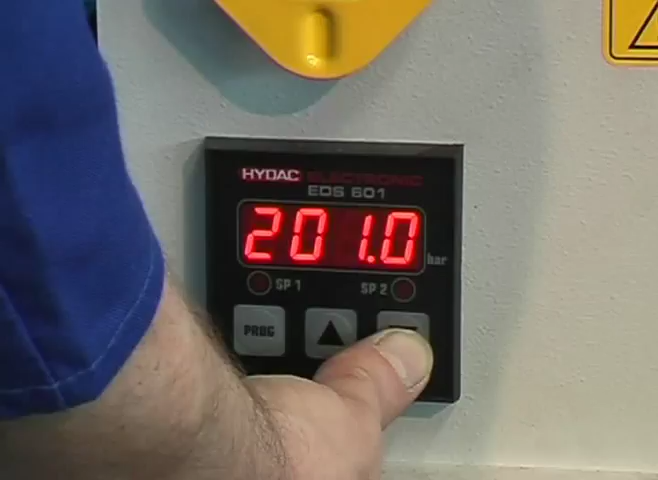 HYDAC ELECTRONIC
EDS 601
201.0
bar
SP 1
SP 2
PROG